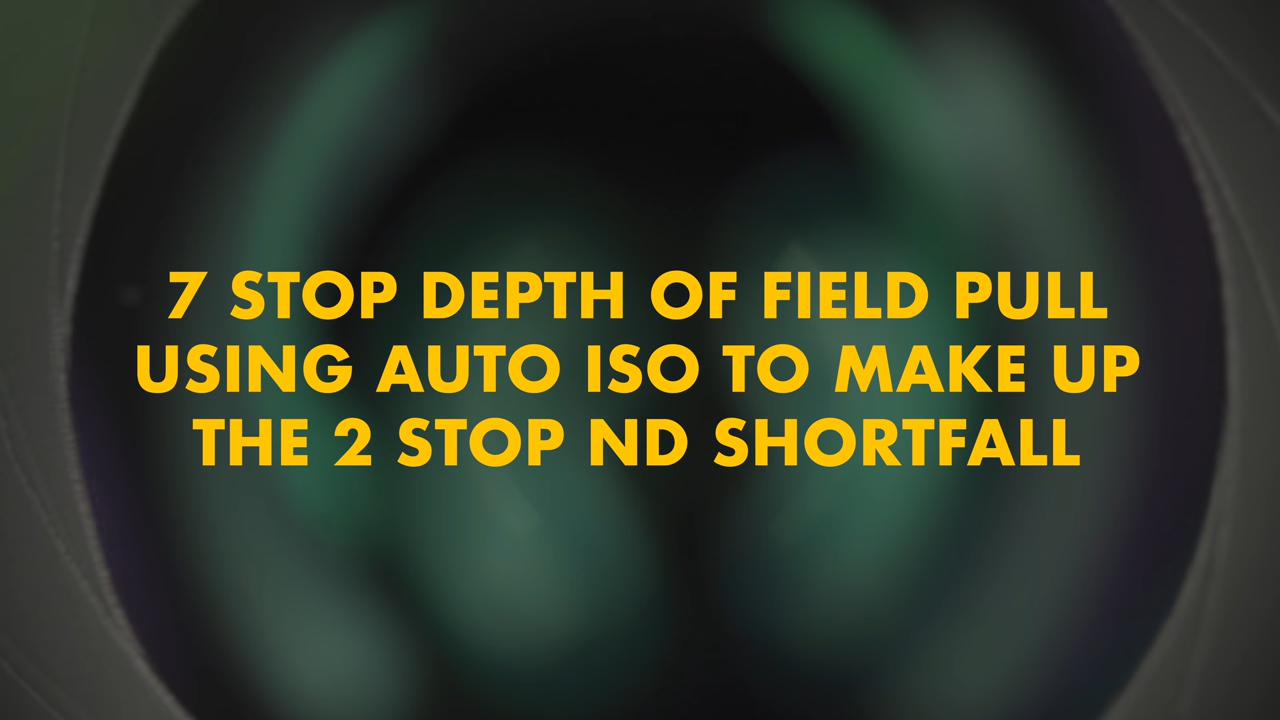 7 STOP DEPTH OF FIELD PULL
USING AUTO ISO TO MAKE UP
THE 2 STOP ND SHORTFALL